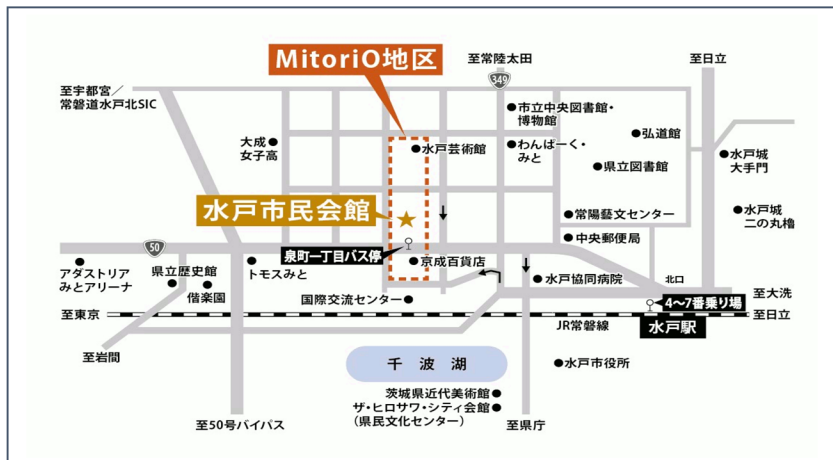 MitoriO地区
至常陸太田
349
至日立
至宇都宮／
常磐道水戸北SIC
市立中央図書館・
博物館
弘道館
大成
女子高
水戸芸術館
わんぱーく・
みと
県立図書館
水戸城
大手門
水戸市民会館
常陽藝文センター
水戸城
二の丸櫓
50
泉町一丁目バス停
中央郵便局
アダストリア
みとアリーナ
県立歴史館
トモスみと
京成百貨店
偕楽園
水戸協同病院
北口
国際交流センター
4〜7番乗り場
至大洗
至東京
JR常磐線
水戸駅
至日立
至岩間
千波湖
水戸市役所
茨城県近代美術館
ザ・ヒロサワ・シティ会館
（県民文化センター）
至50号バイパス
至県庁